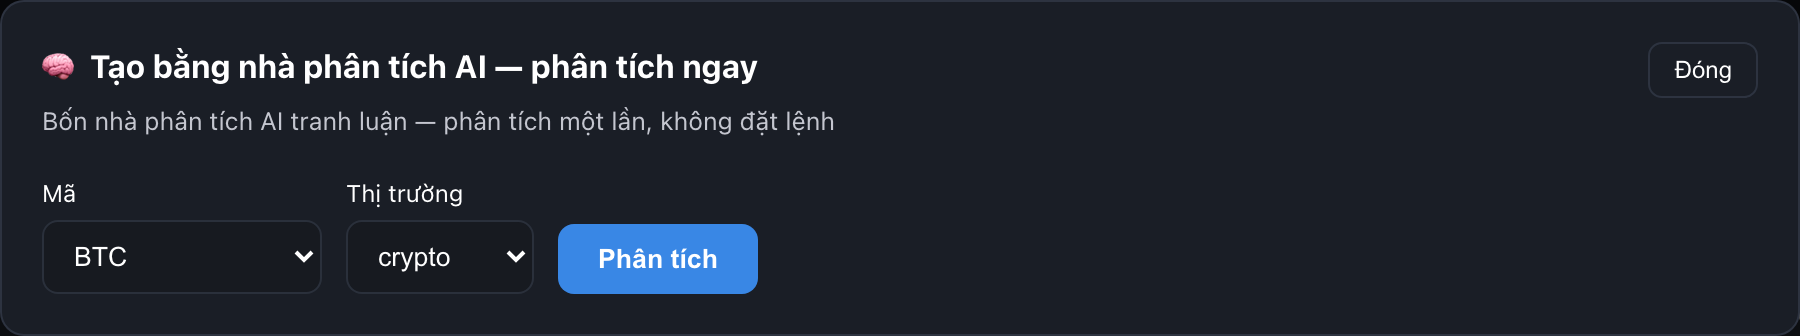 🧠 Tạo bằng nhà phân tích AI — phân tích ngay
Đóng
Bốn nhà phân tích AI tranh luận — phân tích một lần, không đặt lệnh
Mã
Thị trường
BTC
crypto
Phân tích